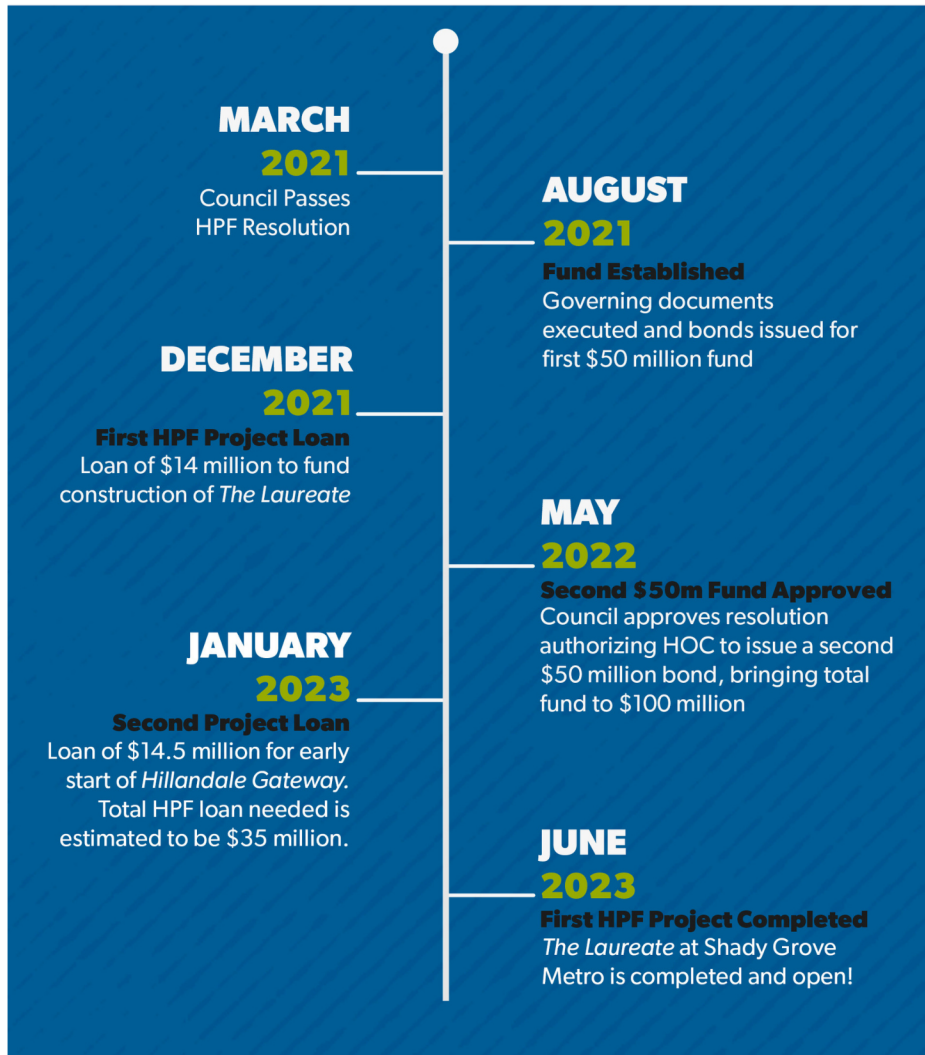 MARCH
2021
Council Passes
HPF Resolution
AUGUST
2021
Fund Established
Governing documents
executed and bonds issued for
first $50 million fund
DECEMBER
2021
First HPF Project Loan
Loan of $14 million to fund
construction of The Laureate
MAY
2022
Second $50m Fund Approved
Council approves resolution
authorizing HOC to issue a second
$50 million bond, bringing total
fund to $100 million
JANUARY
2023
Second Project Loan
Loan of $14.5 million for early
start of Hillandale Gateway.
Total HPF loan needed is
estimated to be $35 million.
JUNE
2023
First HPF Project Completed
The Laureate at Shady Grove
Metro is completed and open!